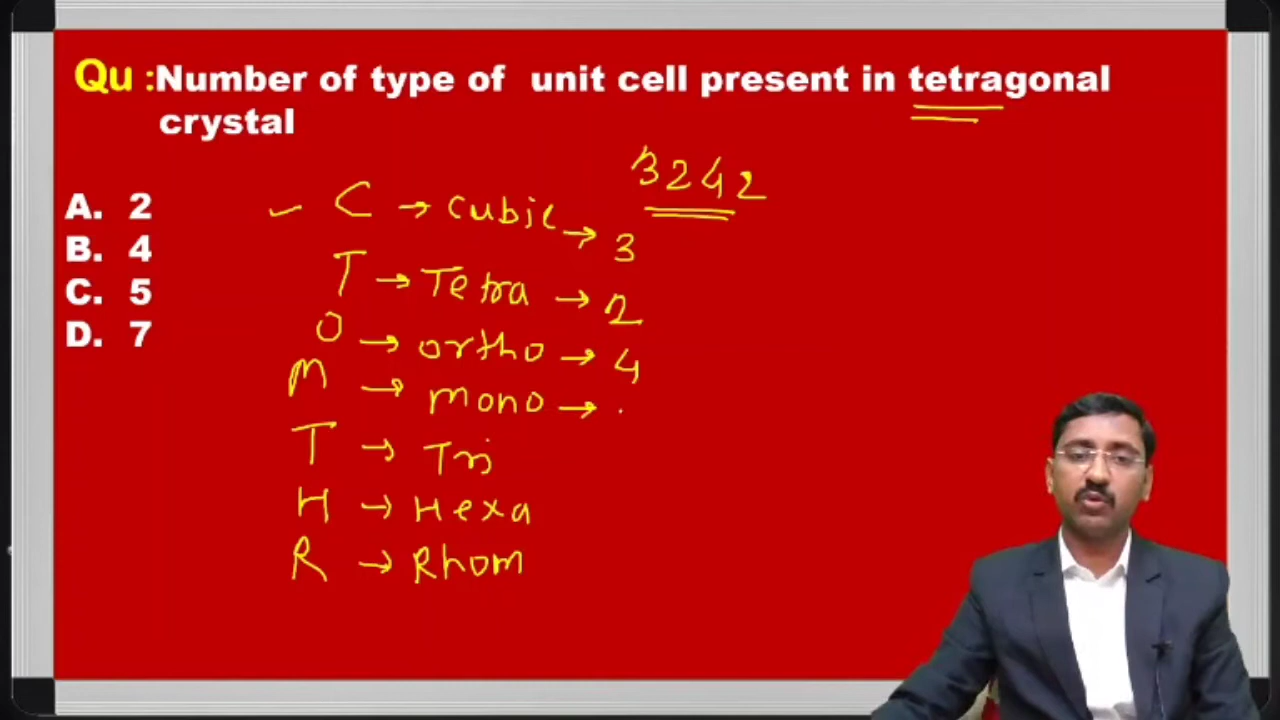 Qu :Number of type of unit cell present in tetragonal
crystal
A. 2
B. 4
C. 5
D. 7
3242
C → Cubic → 3
T → Tetra → 2
O → ortho → 4
M → mono →
T → Tri
H → Hexa
R → Rhom